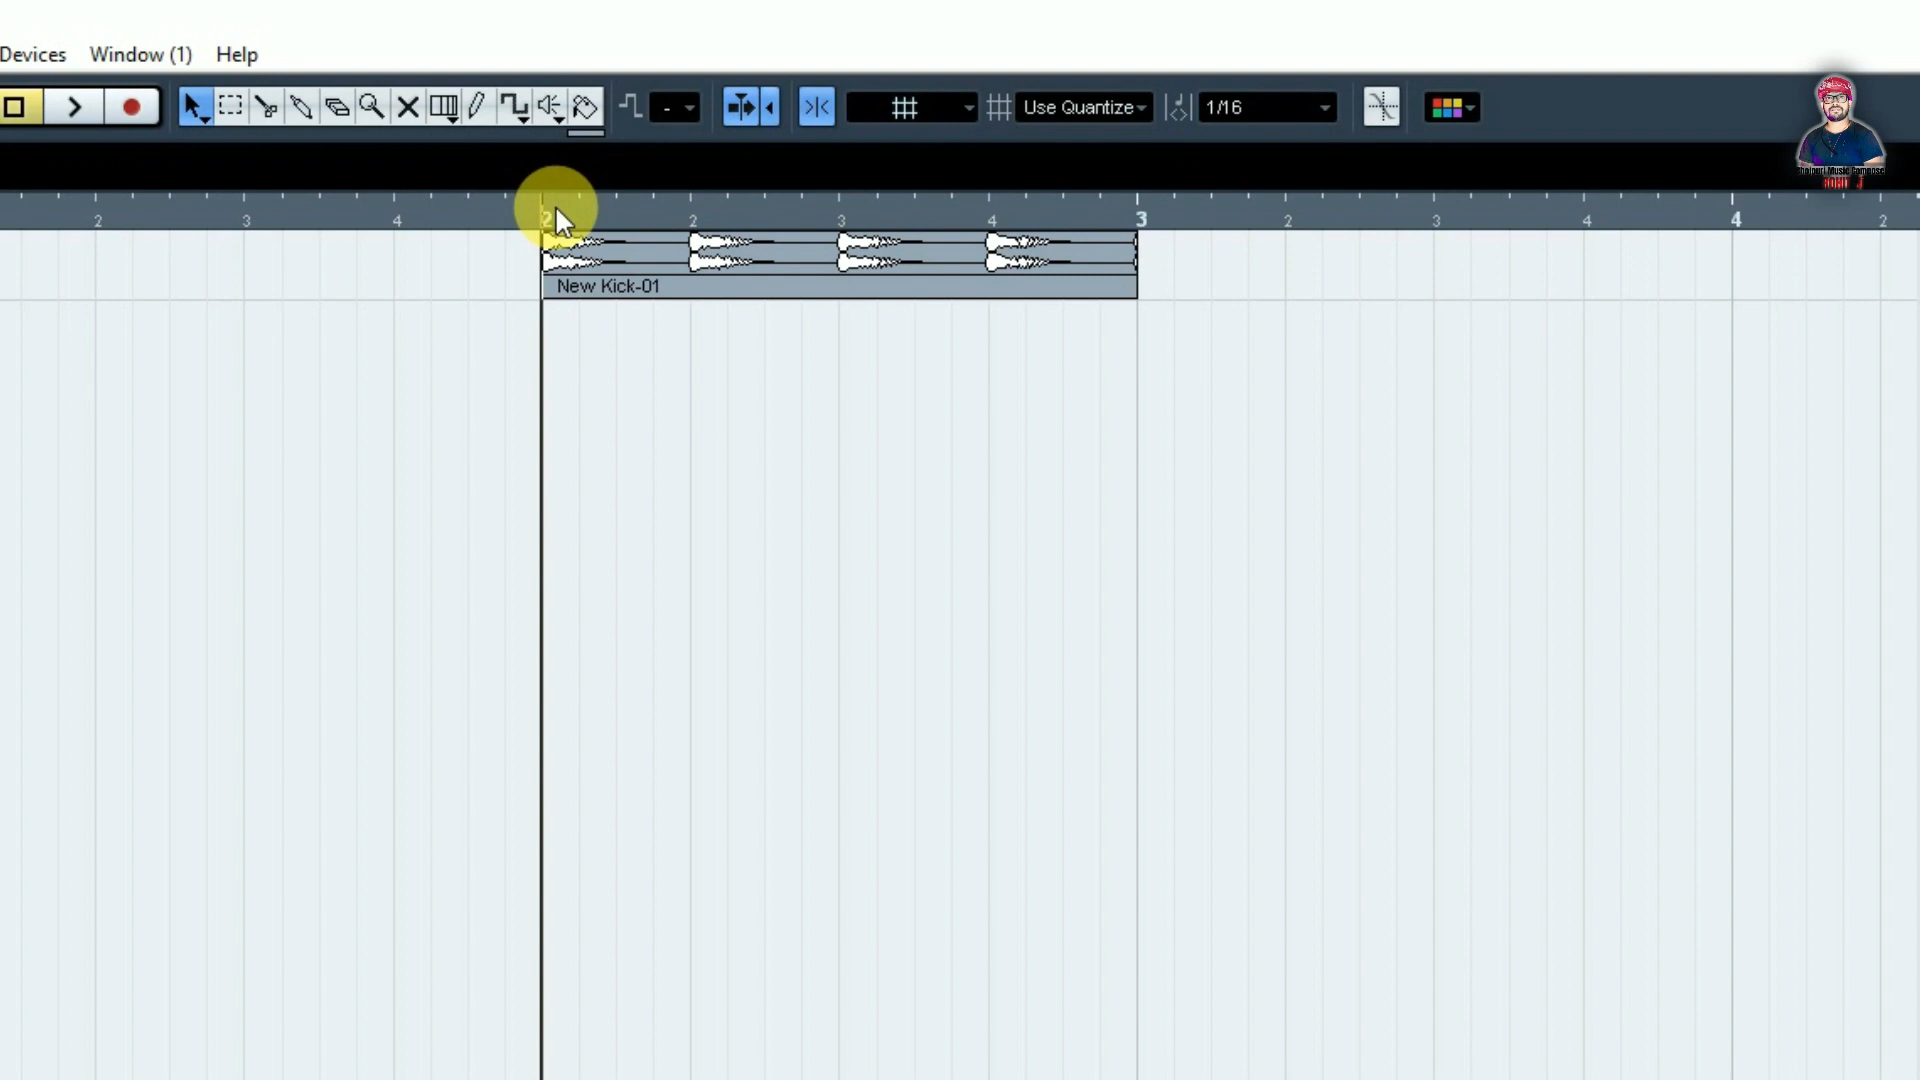 Devices Window (1) Help
- Use Quantize 1/16
2 3 4 2 2 3 4 3 2 3 4 4 2
New Kick-01